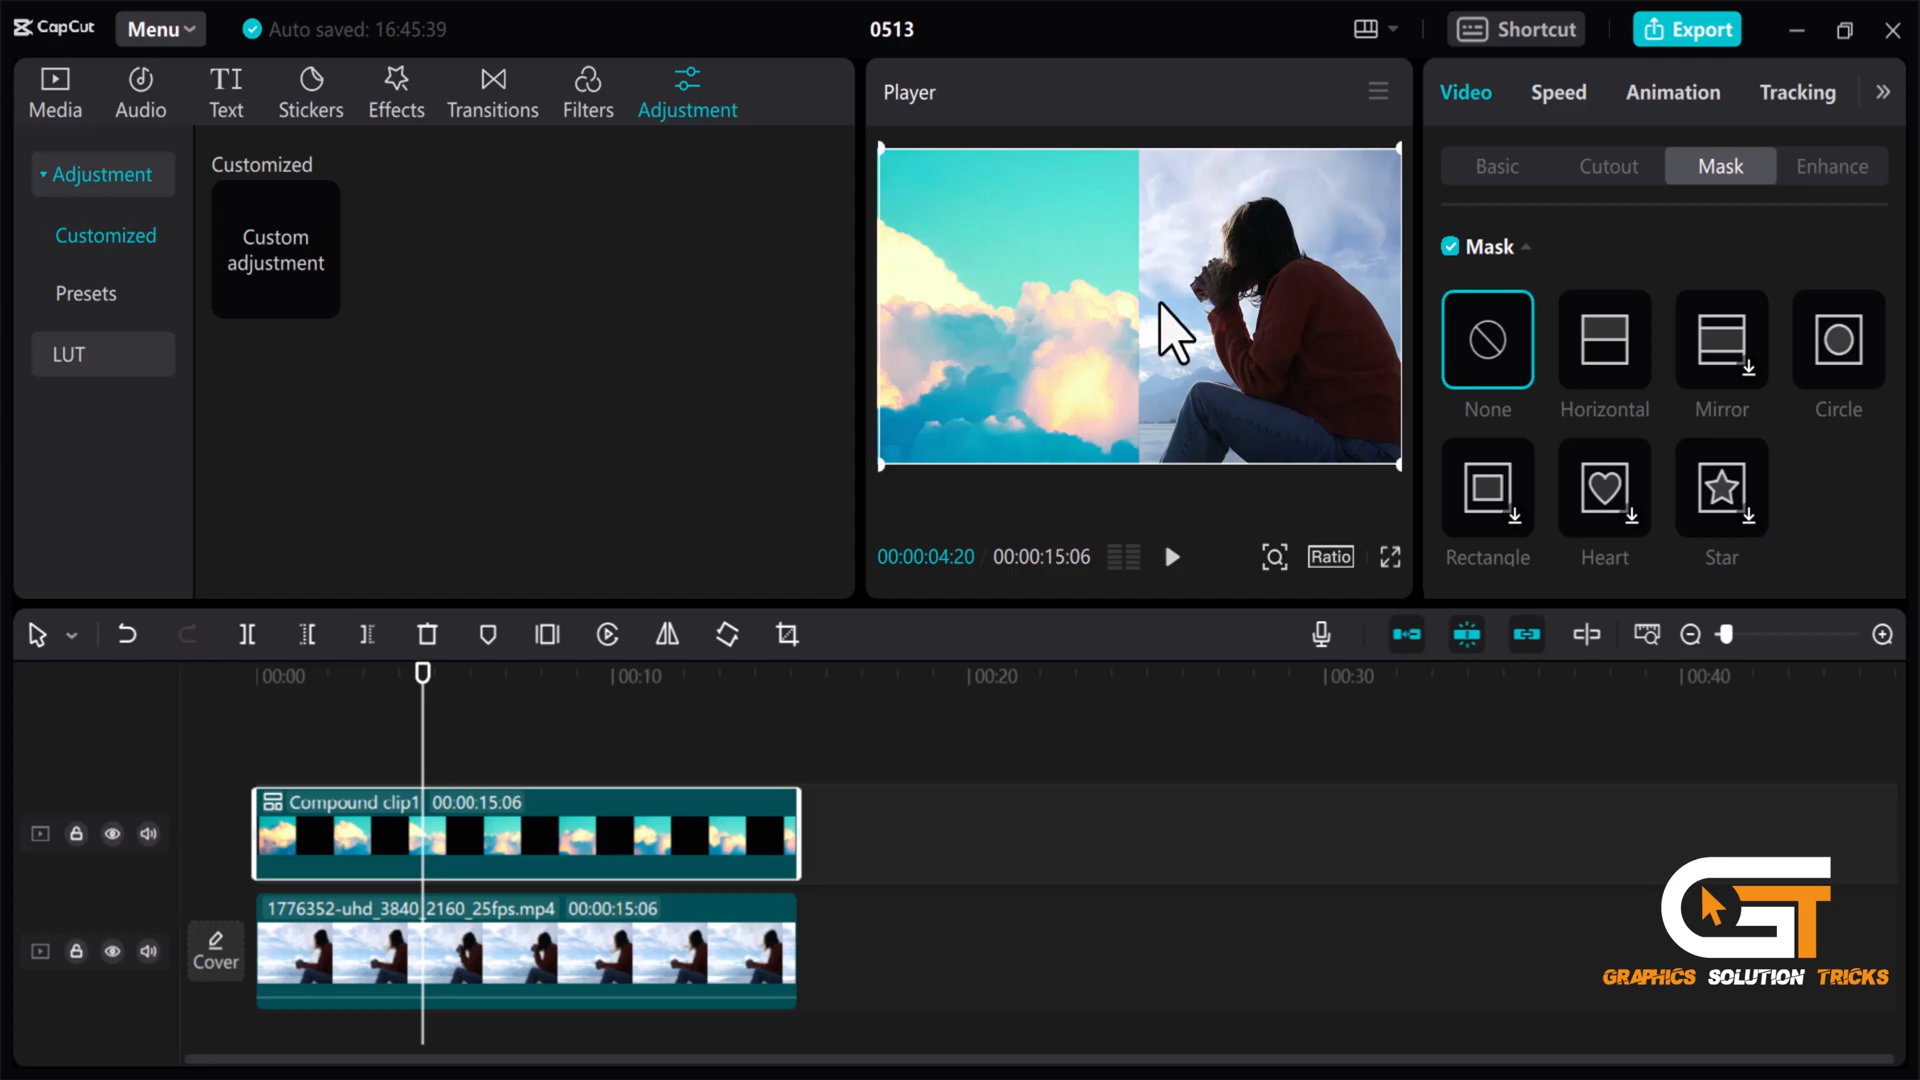 CapCut
Menu
Auto saved: 16:45:39
0513
Shortcut
Export
Media
Audio
TI
Text
Stickers
Effects
Transitions
Filters
Adjustment
Adjustment
Customized
Presets
LUT
Customized
Custom
adjustment
Player
00:00:04:20 / 00:00:15:06
Ratio
Video
Speed
Animation
Tracking
Basic
Cutout
Mask
Enhance
Mask
None
Horizontal
Mirror
Circle
Rectangle
Heart
Star
00:00
00:10
00:20
00:30
00:40
Compound clip1 00:00:15:06
1776352-uhd_3840_2160_25fps.mp4 00:00:15:06
Cover
GT
GRAPHICS SOLUTION TRICKS